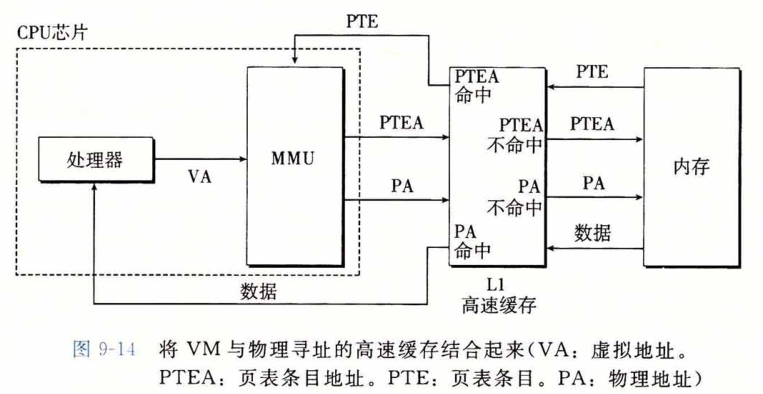 CPU芯片
PTE
PTEA
命中
PTE
PTEA
PTEA
不命中
PTEA
处理器
VA
MMU
内存
PA
PA
不命中
PA
PA
命中
数据
数据
L1
高速缓存
图 9-14 将 VM 与物理寻址的高速缓存结合起来(VA：虚拟地址。
PTEA：页表条目地址。PTE：页表条目。PA：物理地址)